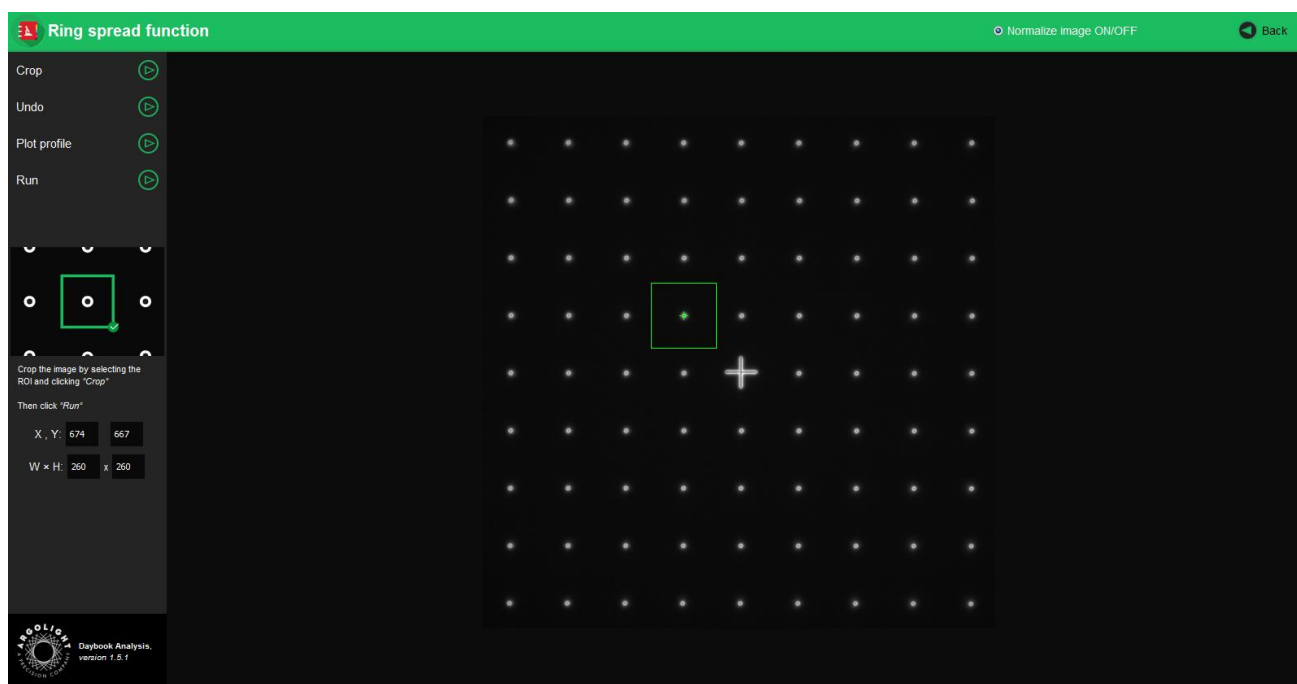 Ring spread function
Normalize image ON/OFF
Back
Crop
Undo
Plot profile
Run
Crop the image by selecting the
ROI and clicking "Crop"
Then click "Run"
X , Y: 674 667
W × H: 260 x 260
ARGOLIGHT
A PRECISION COMPANY
Daybook Analysis,
version 1.5.1